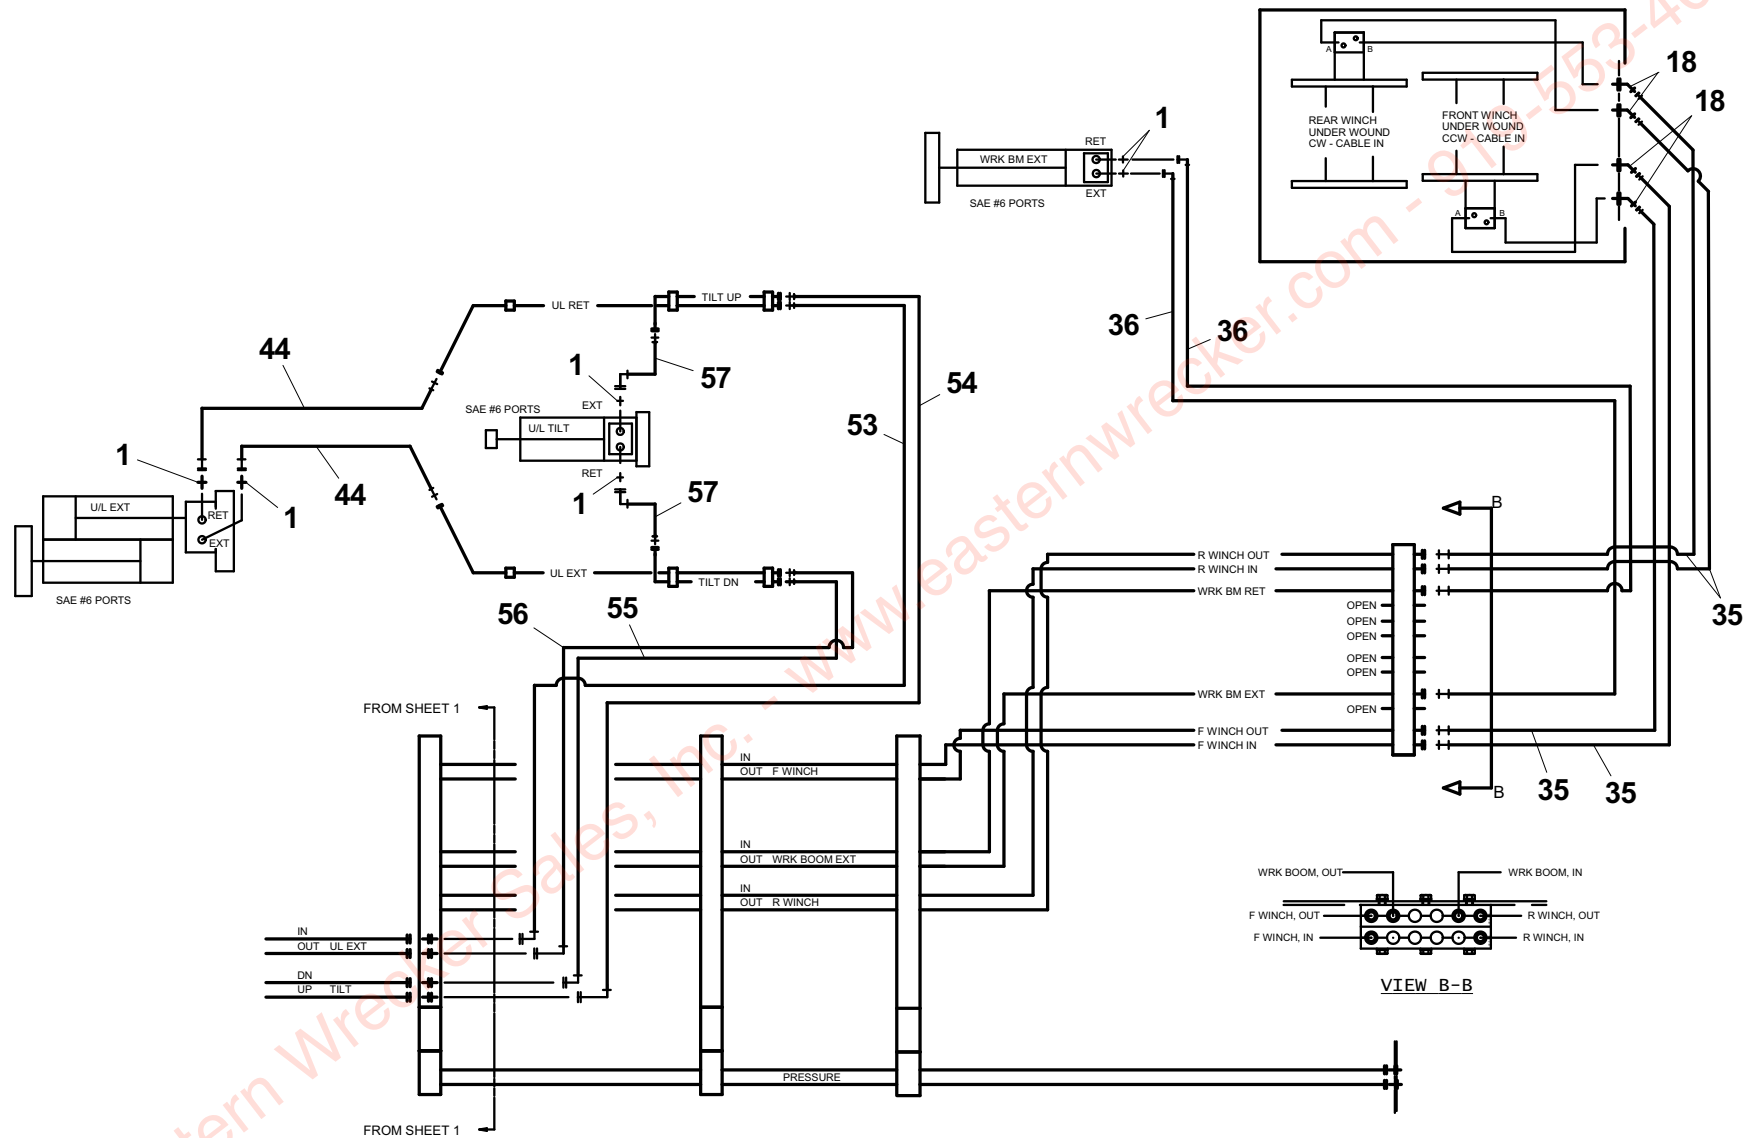 18
18
A
B
REAR WINCH
UNDER WOUND
CW - CABLE IN
FRONT WINCH
UNDER WOUND
CCW - CABLE IN
A
B
1
RET
WRK BM EXT
EXT
SAE #6 PORTS
36
36
UL RET
TILT UP
44
1
57
54
SAE #6 PORTS
EXT
U/L TILT
53
RET
1
57
1
44
U/L EXT
RET
1
EXT
SAE #6 PORTS
UL EXT
TILT DN
56
55
B
R WINCH OUT
R WINCH IN
WRK BM RET
OPEN
OPEN
OPEN
OPEN
OPEN
WRK BM EXT
OPEN
F WINCH OUT
F WINCH IN
35
B
35
35
FROM SHEET 1
IN
OUT F WINCH
IN
OUT WRK BOOM EXT
IN
OUT R WINCH
IN
OUT UL EXT
DN
UP TILT
PRESSURE
FROM SHEET 1
WRK BOOM, OUT
WRK BOOM, IN
F WINCH, OUT
R WINCH, OUT
F WINCH, IN
R WINCH, IN
VIEW B-B
Wrecker Sales, Inc. - www.easternwrecker.com - 919-553-